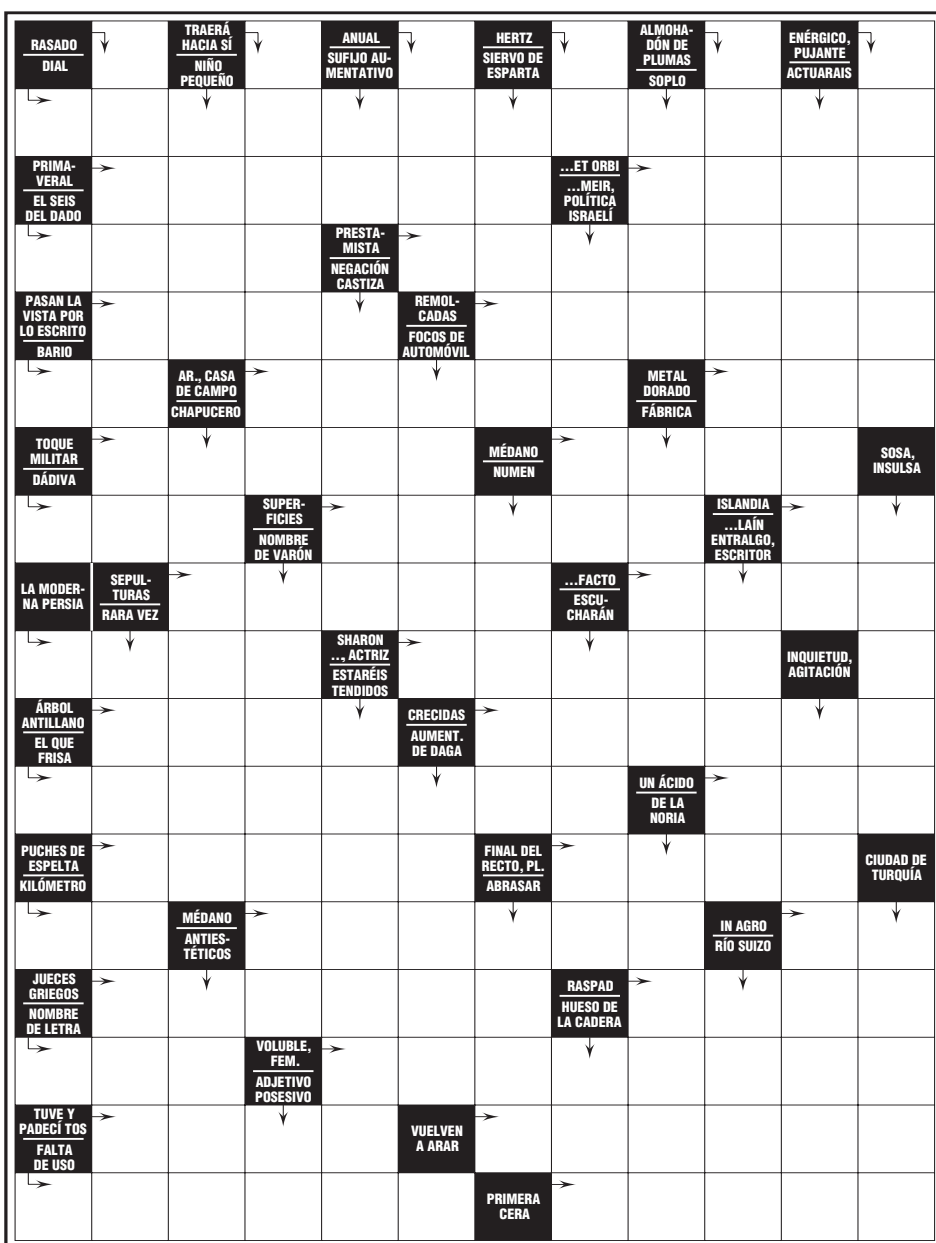 RASADO
DIAL
TRAERÁ
HACIA SÍ
NIÑO
PEQUEÑO
ANUAL
SUFIJO AU-
MENTATIVO
HERTZ
SIERVO DE
ESPARTA
ALMOHA-
DÓN DE
PLUMAS
SOPLO
ENÉRGICO,
PUJANTE
ACTUARAIS
PRIMA-
VERAL
EL SEIS
DEL DADO
...ET ORBI
...MEIR,
POLÍTICA
ISRAELÍ
PRESTA-
MISTA
NEGACIÓN
CASTIZA
PASAN LA
VISTA POR
LO ESCRITO
BARIO
REMOL-
CADAS
FOCOS DE
AUTOMÓVIL
AR., CASA
DE CAMPO
CHAPUCERO
METAL
DORADO
FÁBRICA
TOQUE
MILITAR
DÁDIVA
MÉDANO
NUMEN
SOSA,
INSULSA
SUPER-
FICIES
NOMBRE
DE VARÓN
ISLANDIA
...LAÍN
ENTRALGO,
ESCRITOR
LA MODER-
NA PERSIA
SEPUL-
TURAS
RARA VEZ
...FACTO
ESCU-
CHARÁN
SHARON
..., ACTRIZ
ESTARÉIS
TENDIDOS
INQUIETUD,
AGITACIÓN
ÁRBOL
ANTILLANO
EL QUE
FRISA
CRECIDAS
AUMENT.
DE DAGA
UN ÁCIDO
DE LA
NORIA
PUCHES DE
ESPELTA
KILÓMETRO
FINAL DEL
RECTO, PL.
ABRASAR
CIUDAD DE
TURQUÍA
MÉDANO
ANTIES-
TÉTICOS
IN AGRO
RÍO SUIZO
JUECES
GRIEGOS
NOMBRE
DE LETRA
RASPAD
HUESO DE
LA CADERA
VOLUBLE,
FEM.
ADJETIVO
POSESIVO
TUVE Y
PADECÍ TOS
FALTA
DE USO
VUELVEN
A ARAR
PRIMERA
CERA